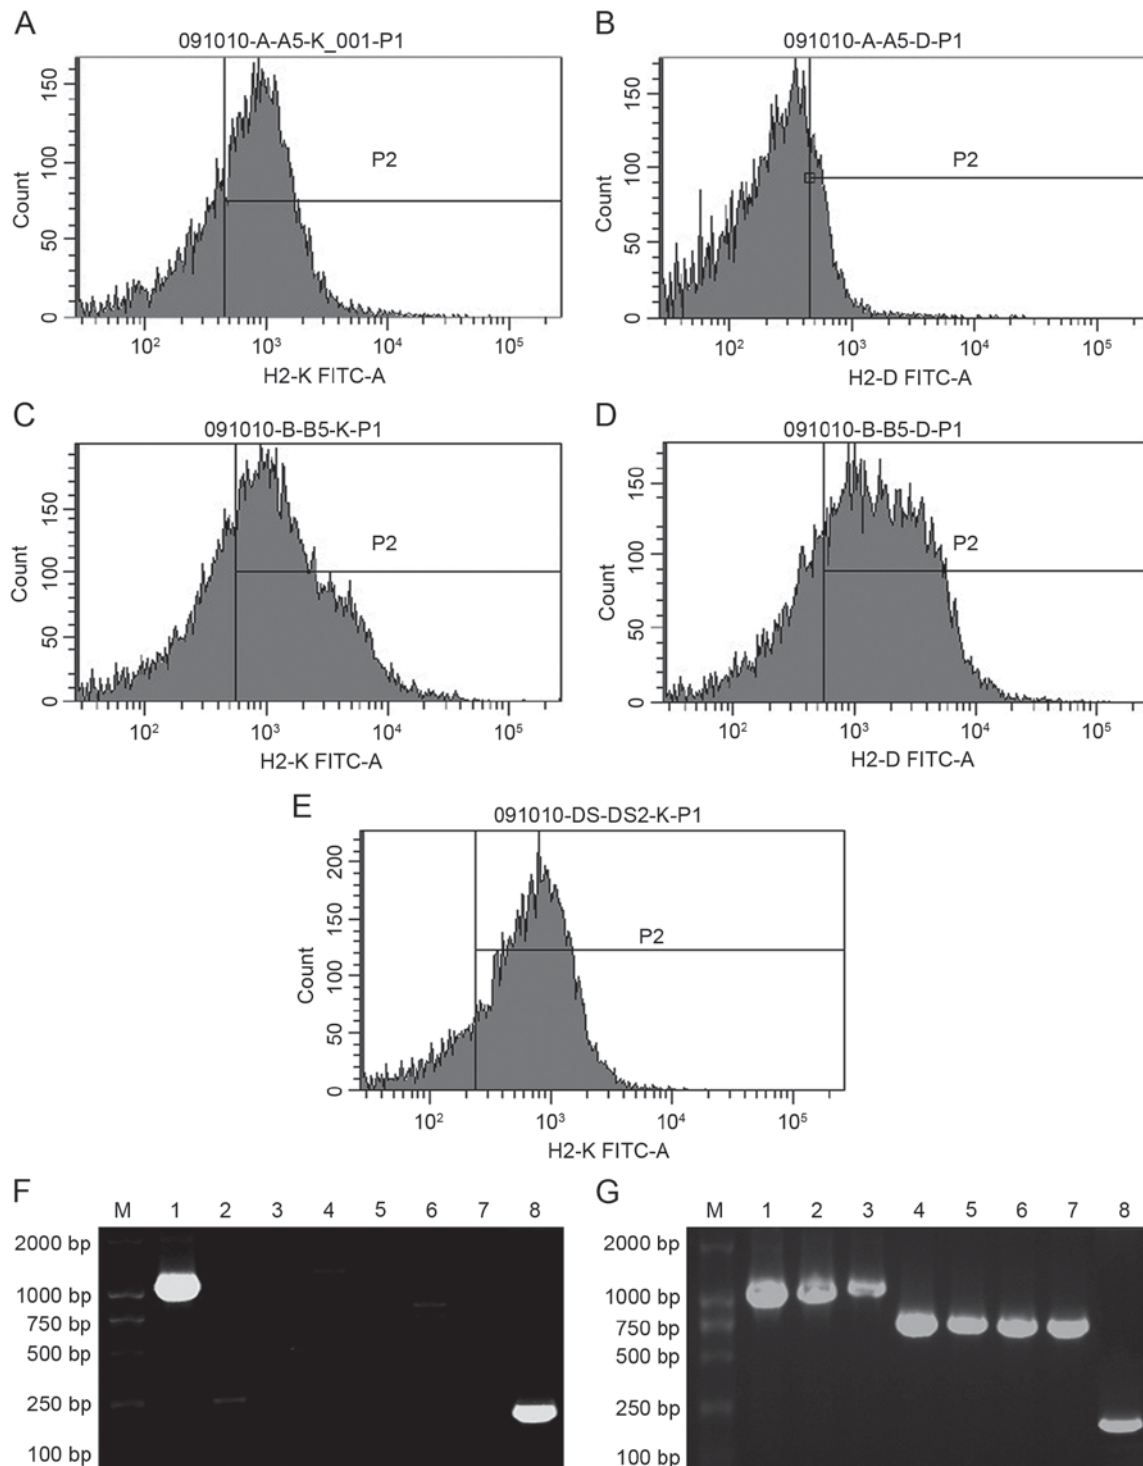 A
091010-A-A5-K_001-P1
Count
150
100
50
0
P2
10² 10³ 10⁴ 10⁵
H2-K FITC-A
B
091010-A-A5-D-P1
Count
150
100
50
0
P2
10² 10³ 10⁴ 10⁵
H2-D FITC-A
C
091010-B-B5-K-P1
Count
150
100
50
0
P2
10² 10³ 10⁴ 10⁵
H2-K FITC-A
D
091010-B-B5-D-P1
Count
150
100
50
0
P2
10² 10³ 10⁴ 10⁵
H2-D FITC-A
E
091010-DS-DS2-K-P1
Count
200
150
100
50
0
P2
10² 10³ 10⁴ 10⁵
H2-K FITC-A
F
M 1 2 3 4 5 6 7 8
2000 bp
1000 bp
750 bp
500 bp
250 bp
100 bp
G
M 1 2 3 4 5 6 7 8
2000 bp
1000 bp
750 bp
500 bp
250 bp
100 bp